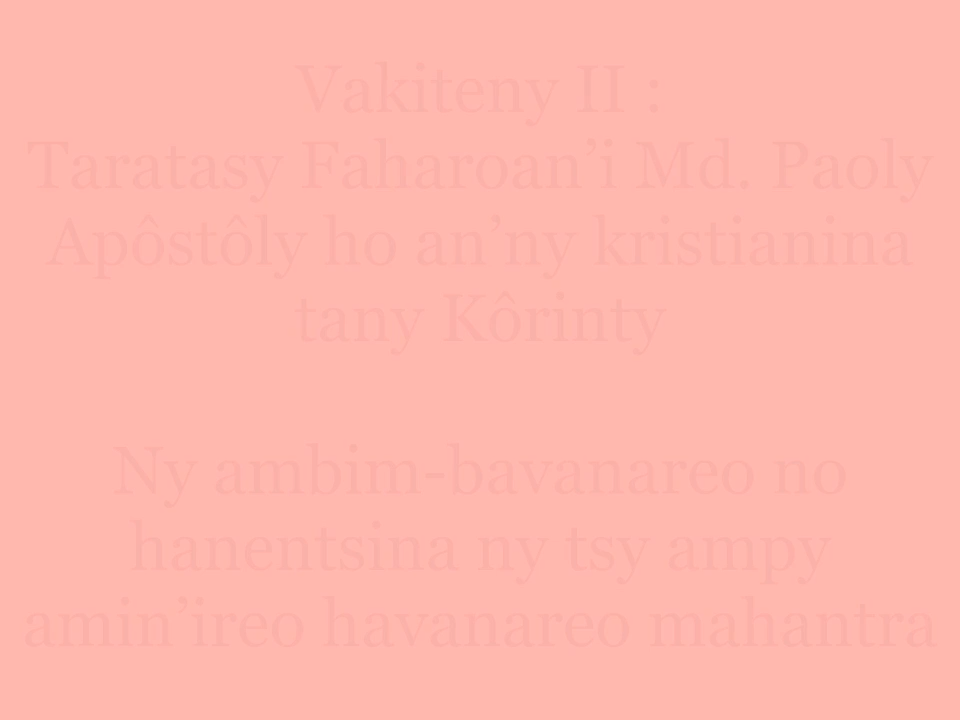 Vakiteny II :
Taratasy Faharoan’i Md. Paoly
Apôstôly ho an’ny kristianina
tany Kôrinty
Ny ambim-bavanareo no
hanentsina ny tsy ampy
amin’ireo havanareo mahantra